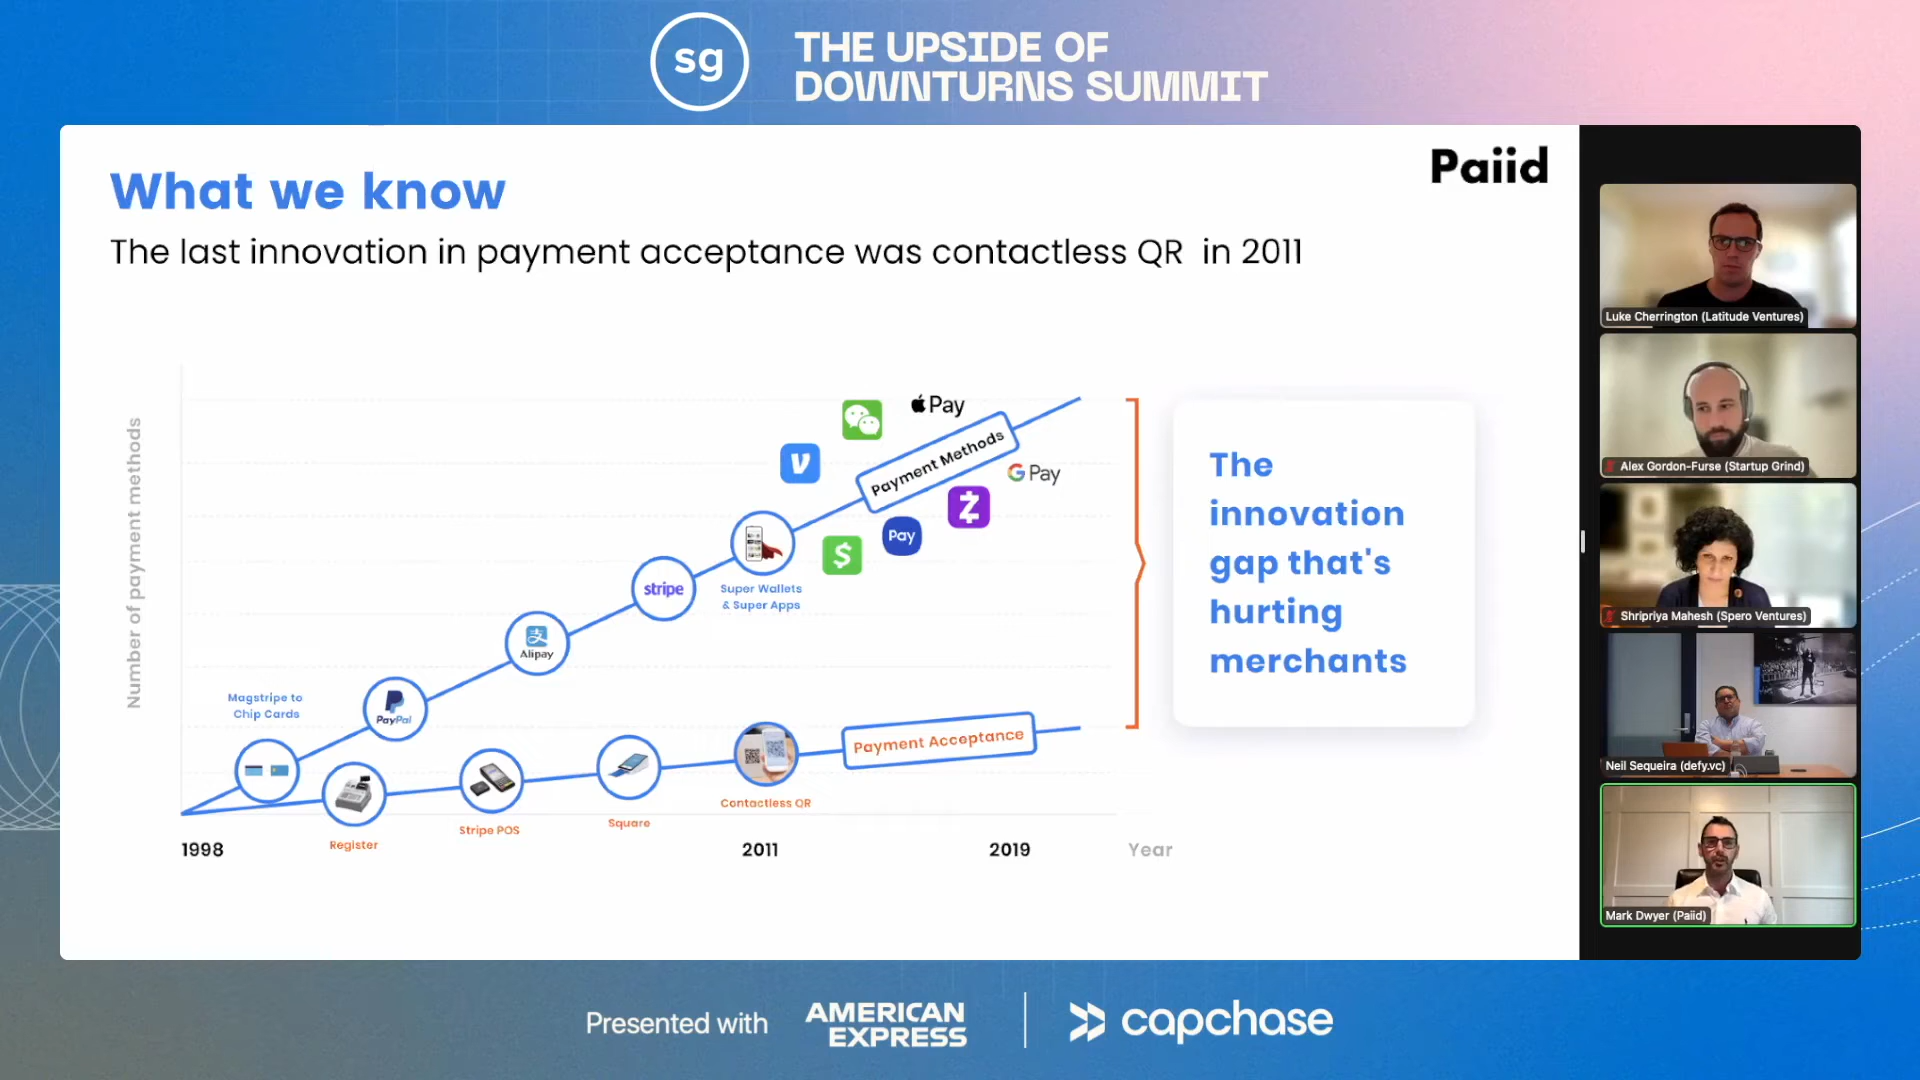 sg
THE UPSIDE OF
DOWNTURNS SUMMIT
Paiid
What we know
The last innovation in payment acceptance was contactless QR in 2011
Number of payment methods
Magstripe to
Chip Cards
PayPal
Alipay
stripe
Super Wallets
& Super Apps
Pay
Payment Methods
G Pay
Pay
$
Register
Stripe POS
Square
Contactless QR
Payment Acceptance
1998
2011
2019
Year
The
innovation
gap that's
hurting
merchants
Luke Cherrington (Latitude Ventures)
Alex Gordon-Furse (Startup Grind)
Shripriya Mahesh (Spero Ventures)
Neil Sequeira (defy.vc)
Mark Dwyer (Paiid)
Presented with
AMERICAN
EXPRESS
capchase